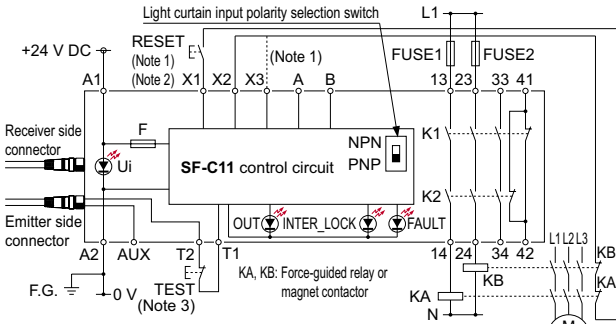 Light curtain input polarity selection switch
L1
+24 V DC
RESET
(Note 1)
(Note 2)
(Note 1)
FUSE1
FUSE2
A1
X1
X2
X3
A
B
13
23
33
41
Receiver side
connector
F
Ui
SF-C11 control circuit
NPN
PNP
K1
K2
Emitter side
connector
OUT
INTER_LOCK
FAULT
A2
AUX
T2
T1
14
24
34
42
L1 L2 L3
KB
F.G.
0 V
TEST
(Note 3)
KA, KB: Force-guided relay or
magnet contactor
KB
KA
KA
N
M